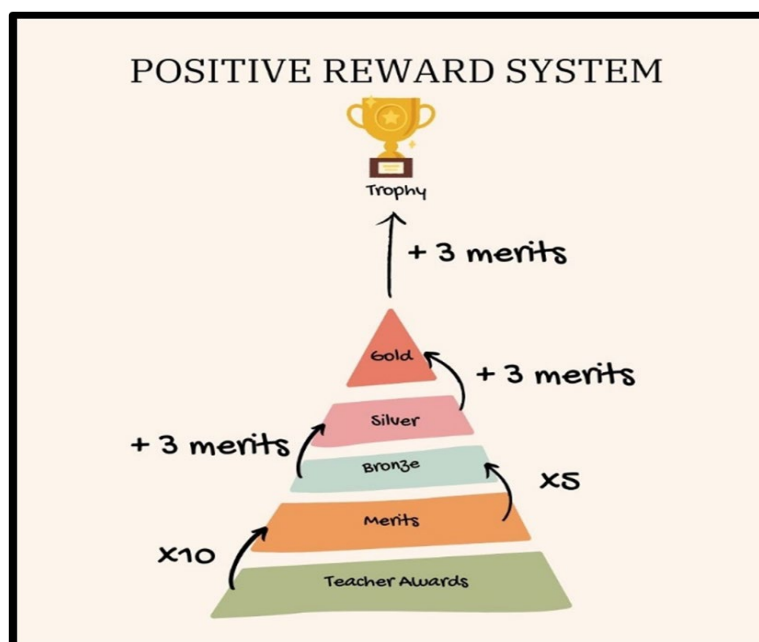 POSITIVE REWARD SYSTEM
Trophy
+ 3 merits
Gold
+ 3 merits
Silver
+ 3 merits
Bronze
x5
Merits
x10
Teacher Awards